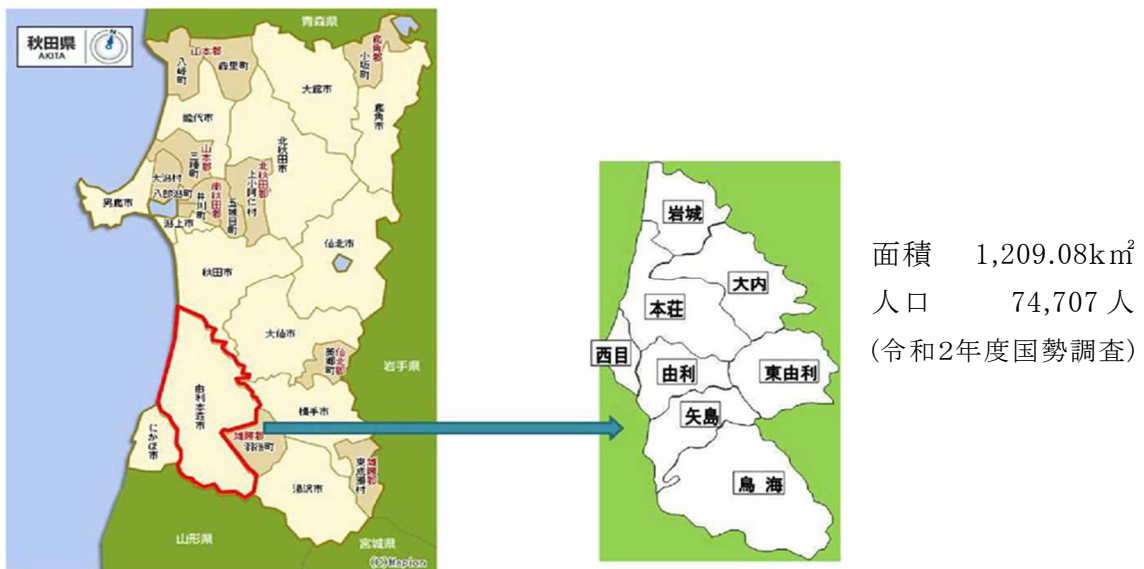 青森県
秋田県
AKITA
N
山本郡
八峰町
藤里町
鹿角郡
小坂町
大館市
鹿角市
能代市
北秋田市
山本郡
三種町
北秋田郡
上小阿仁村
大潟村
八郎潟町
南秋田郡
井川町
五城目町
男鹿市
潟上市
仙北市
秋田市
大仙市
仙北郡
美郷町
岩手県
由利本荘市
横手市
にかほ市
雄勝郡
羽後町
雄勝郡
東成瀬村
湯沢市
山形県
宮城県
(C)Mapion
岩城
大内
本荘
西目
由利
東由利
矢島
鳥海
面積 1,209.08k㎡
人口 74,707 人
(令和2年度国勢調査)